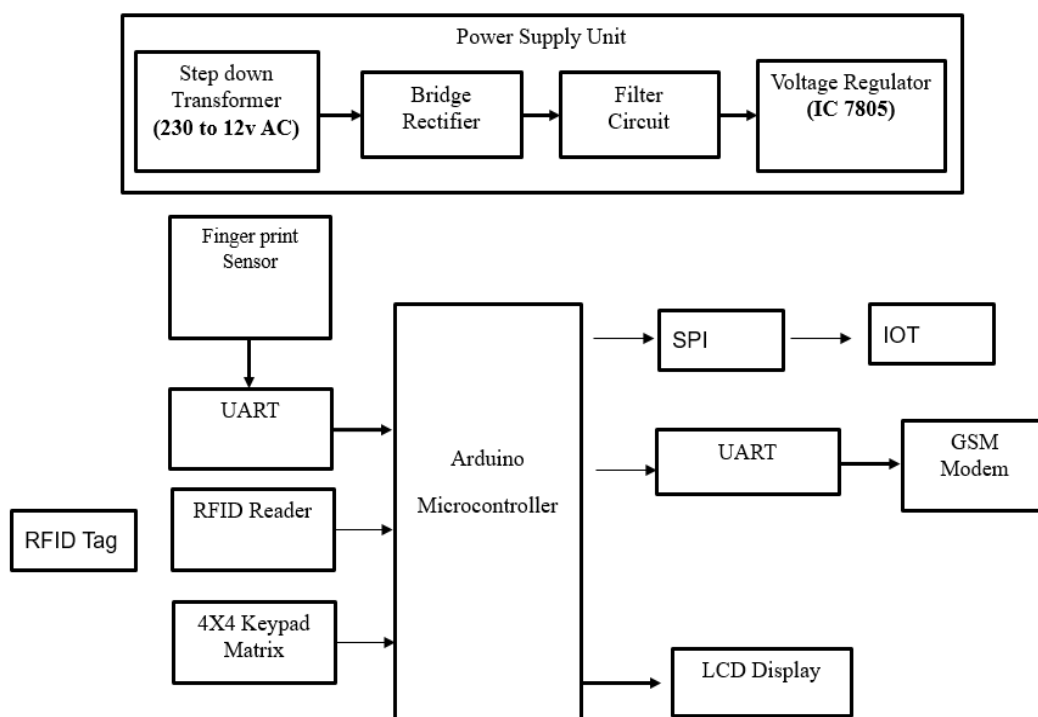 Power Supply Unit
Step down
Transformer
(230 to 12v AC)
Bridge
Rectifier
Filter
Circuit
Voltage Regulator
(IC 7805)
Finger print
Sensor
UART
RFID Reader
RFID Tag
4X4 Keypad
Matrix
Arduino
Microcontroller
SPI
IOT
UART
GSM
Modem
LCD Display